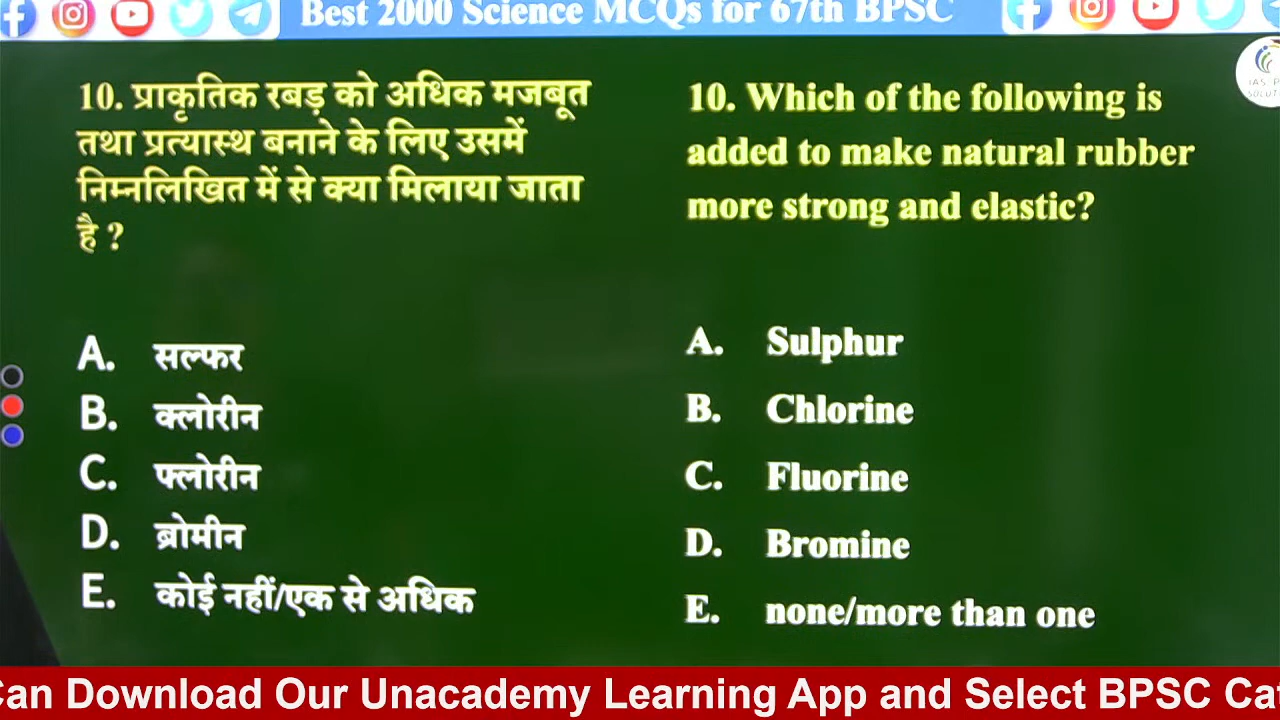 Best 2000 Science MCQs for 67th BPSC
10. प्राकृतिक रबड़ को अधिक मजबूत
तथा प्रत्यास्थ बनाने के लिए उसमें
निम्नलिखित में से क्या मिलाया जाता
है ?
A. सल्फर
B. क्लोरीन
C. फ्लोरीन
D. ब्रोमीन
E. कोई नहीं/एक से अधिक
10. Which of the following is
added to make natural rubber
more strong and elastic?
A. Sulphur
B. Chlorine
C. Fluorine
D. Bromine
E. none/more than one
IAS
Can Download Our Unacademy Learning App and Select BPSC